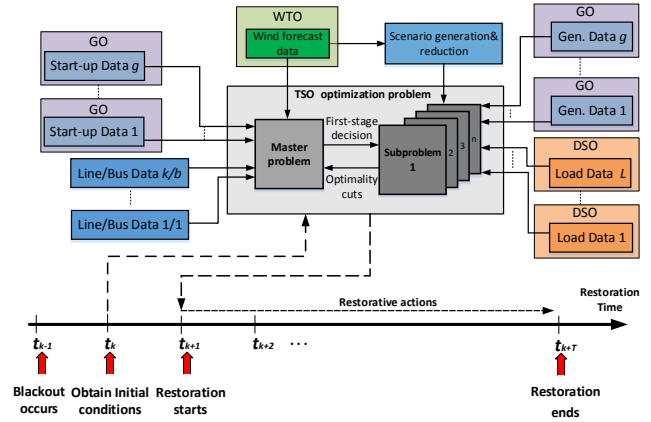 GO
Start-up Data g
GO
Start-up Data 1
Line/Bus Data k/b
Line/Bus Data 1/1
WTO
Wind forecast
data
Scenario generation&
reduction
TSO optimization problem
Master
problem
First-stage
decision
Optimality
cuts
Subproblem
1
2
3
n
GO
Gen. Data g
GO
Gen. Data 1
DSO
Load Data L
DSO
Load Data 1
Restorative actions
Restoration
Time
tk-1
tk
tk+1
tk+2
...
tk+T
Blackout
occurs
Obtain Initial
conditions
Restoration
starts
Restoration
ends